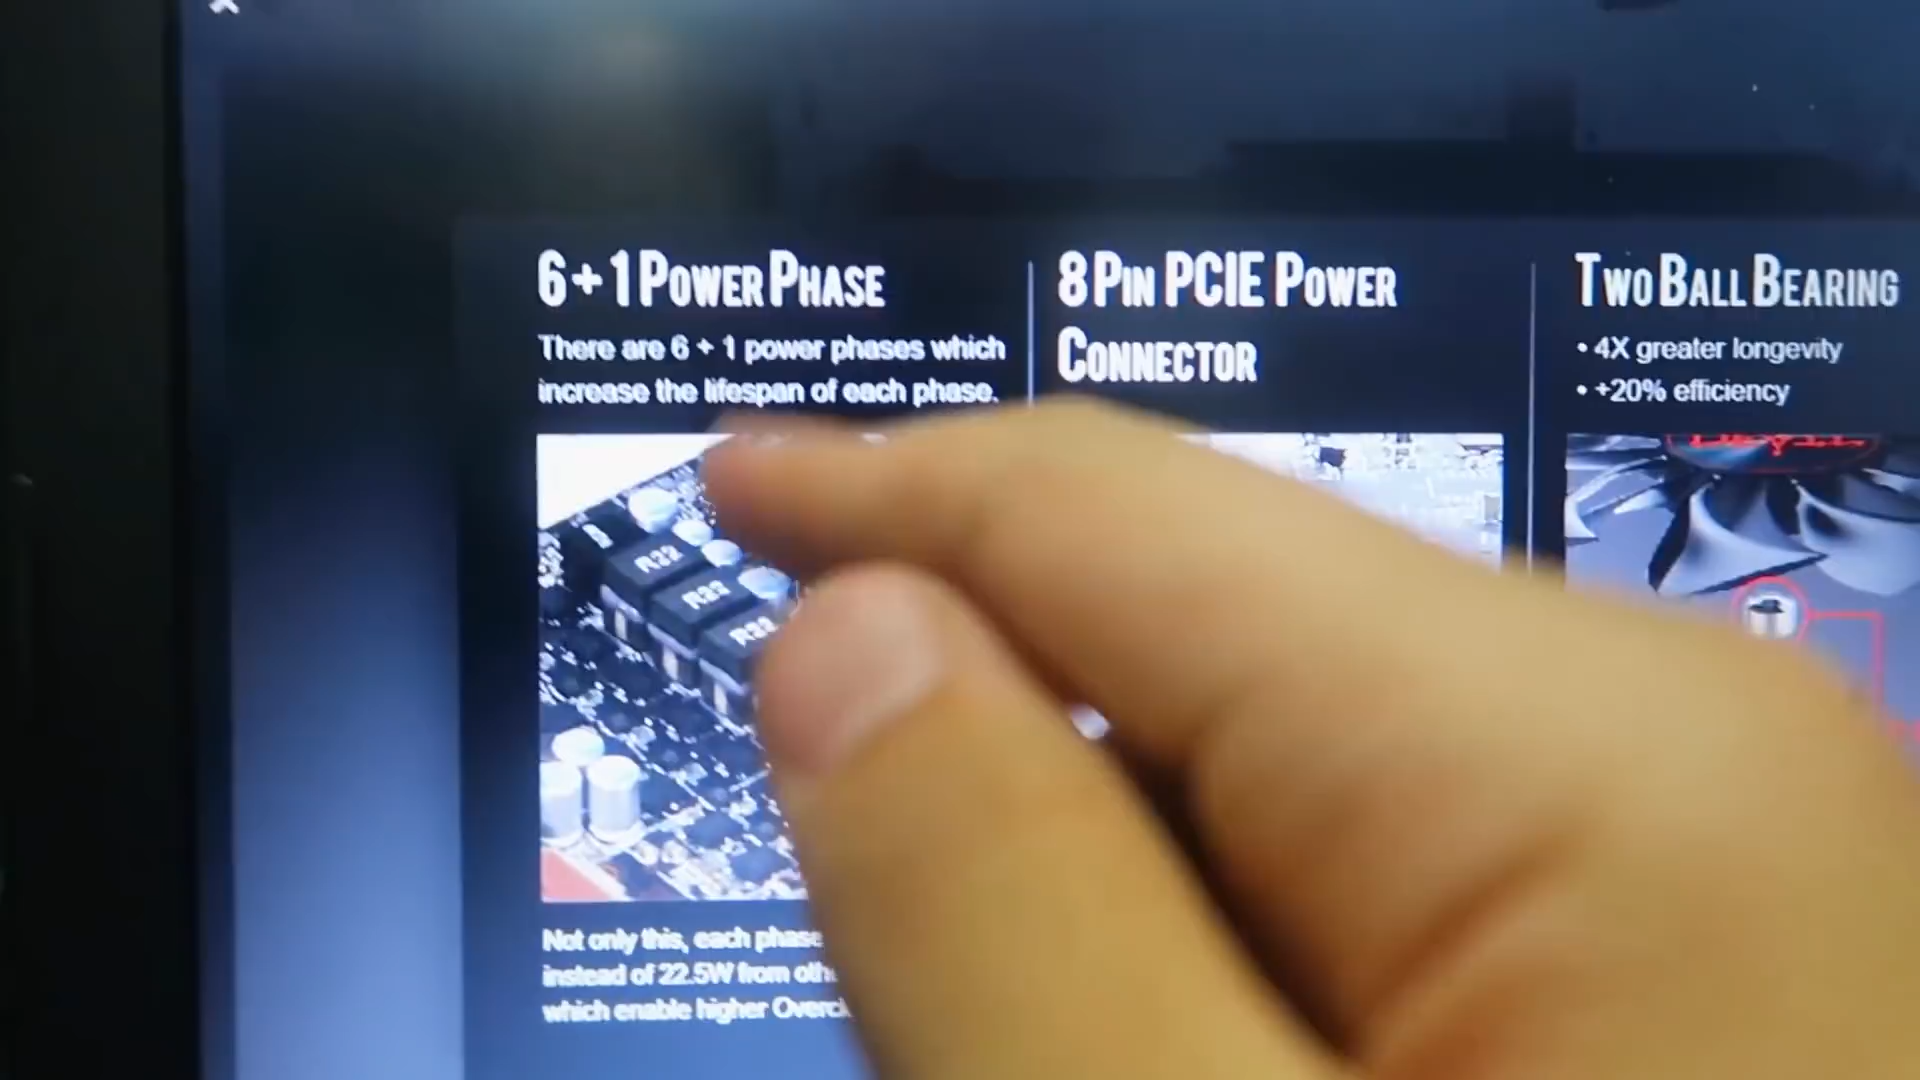 6+1 POWER PHASE
There are 6 + 1 power phases which
increase the lifespan of each phase.
R22
R22
R22
Not only this, each phase
instead of 22.5W from
which enable higher
8 PIN PCIE POWER
CONNECTOR
TWO BALL BEARING
• 4X greater longevity
• +20% efficiency